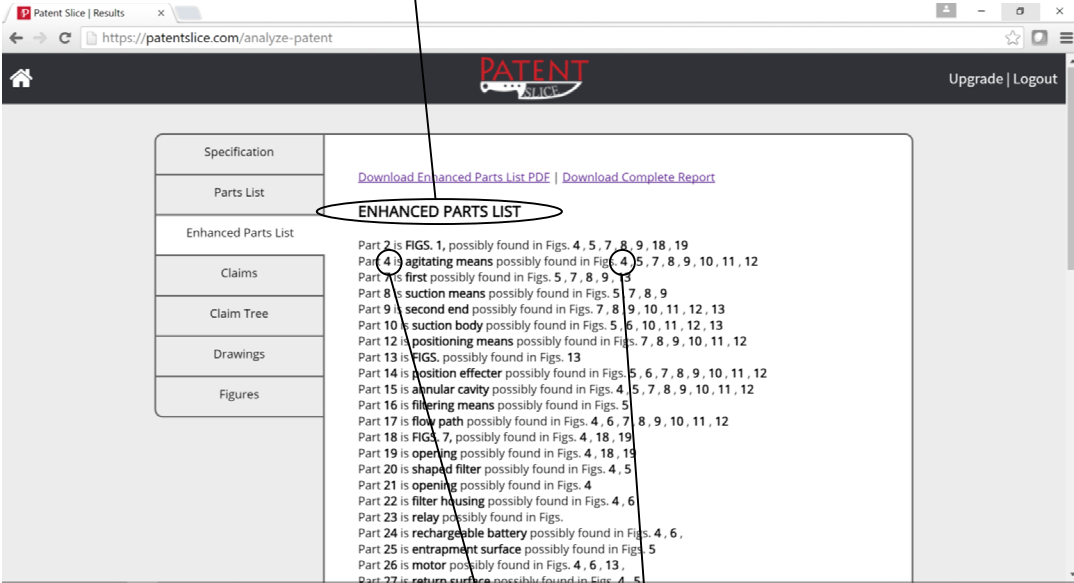 Patent Slice | Results
https://patentslice.com/analyze-patent
PATENT
SLICE
Upgrade | Logout
Specification
Parts List
Enhanced Parts List
Claims
Claim Tree
Drawings
Figures
Download Enhanced Parts List PDF | Download Complete Report
ENHANCED PARTS LIST
Part 2 is FIGS. 1, possibly found in Figs. 4 , 5 , 7 , 8 , 9 , 18 , 19
Part 4 is agitating means possibly found in Figs. 4 , 5 , 7 , 8 , 9 , 10 , 11 , 12
Part 7 is first possibly found in Figs. 5 , 7 , 8 , 9 , 13
Part 8 is suction means possibly found in Figs. 5 , 7 , 8 , 9
Part 9 is second end possibly found in Figs. 7 , 8 , 9 , 10 , 11 , 12 , 13
Part 10 is suction body possibly found in Figs. 5 , 6 , 10 , 11 , 12 , 13
Part 12 is positioning means possibly found in Figs. 7 , 8 , 9 , 10 , 11 , 12
Part 13 is FIGS. possibly found in Figs. 13
Part 14 is position effecter possibly found in Figs. 5 , 6 , 7 , 8 , 9 , 10 , 11 , 12
Part 15 is annular cavity possibly found in Figs. 4 , 5 , 7 , 8 , 9 , 10 , 11 , 12
Part 16 is filtering means possibly found in Figs. 5
Part 17 is flow path possibly found in Figs. 4 , 6 , 7 , 8 , 9 , 10 , 11 , 12
Part 18 is FIGS. 7, possibly found in Figs. 4 , 18 , 19
Part 19 is opening possibly found in Figs. 4 , 18 , 19
Part 20 is shaped filter possibly found in Figs. 4 , 5
Part 21 is opening possibly found in Figs. 4
Part 22 is filter housing possibly found in Figs. 4 , 6
Part 23 is relay possibly found in Figs.
Part 24 is rechargeable battery possibly found in Figs. 4 , 6 ,
Part 25 is entrapment surface possibly found in Figs. 5
Part 26 is motor possibly found in Figs. 4 , 6 , 13 ,
Part 27 is return surface possibly found in Figs. 4 , 5